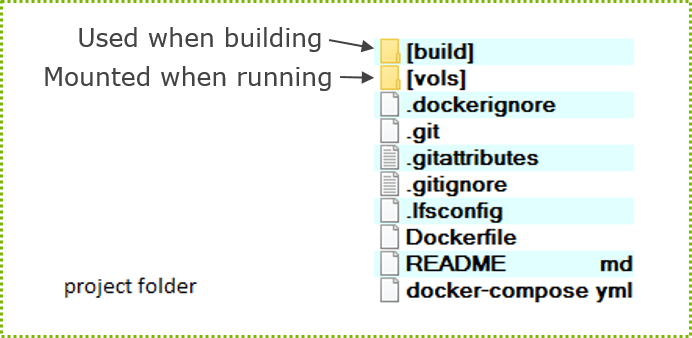 Used when building
Mounted when running
[build]
[vols]
.dockerignore
.git
.gitattributes
.gitignore
.lfsconfig
Dockerfile
README md
docker-compose yml
project folder